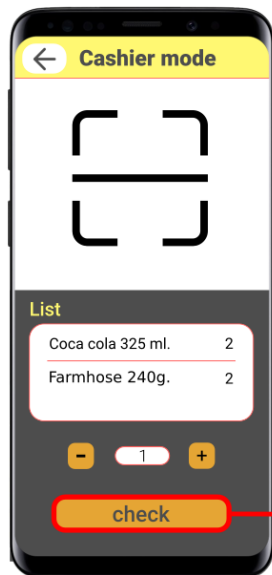 Cashier mode
List
Coca cola 325 ml. 2
Farmhose 240g. 2
- 1 +
check